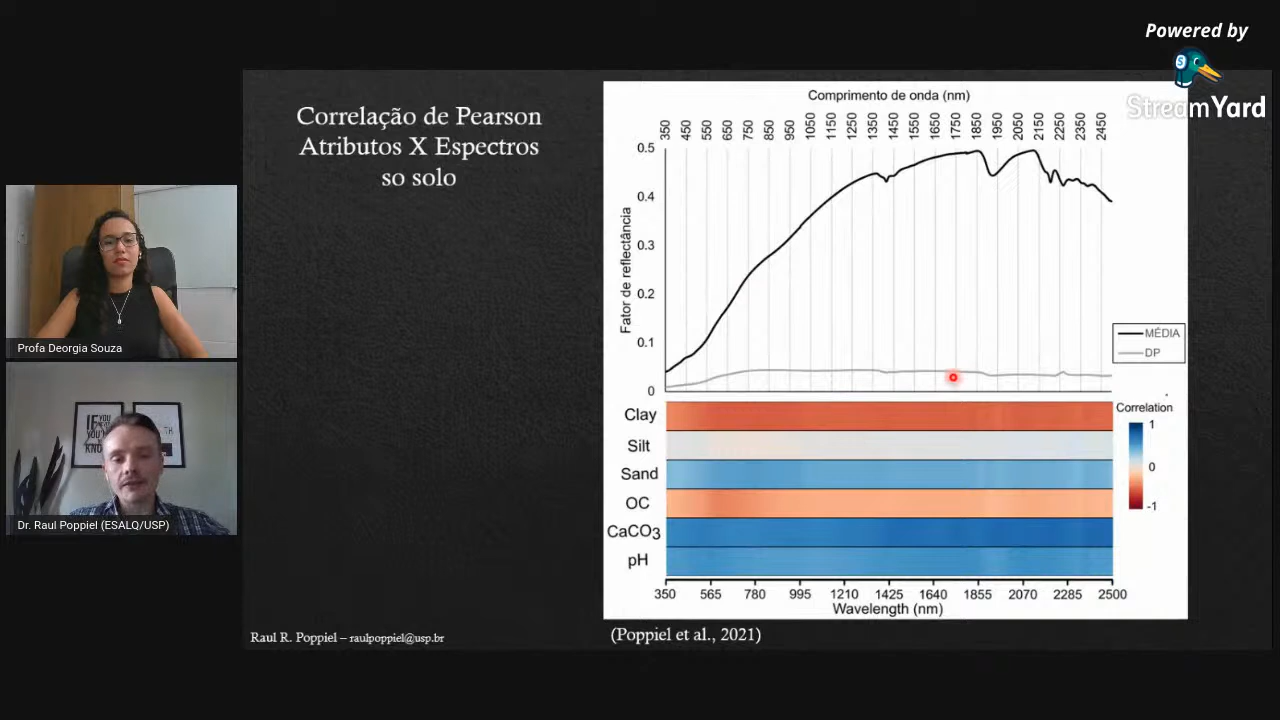 Powered by
StreamYard
Correlação de Pearson
Atributos X Espectros
so solo
Comprimento de onda (nm)
350 450 550 650 750 850 950 1050 1150 1250 1350 1450 1550 1650 1750 1850 1950 2050 2150 2250 2350 2450
0.5
0.4
0.3
0.2
0.1
0
Fator de reflectância
MÉDIA
DP
Clay
Silt
Sand
OC
CaCO3
pH
Correlation
1
0
-1
350 565 780 995 1210 1425 1640 1855 2070 2285 2500
Wavelength (nm)
(Poppiel et al., 2021)
Raul R. Poppiel – raulpoppiel@usp.br
Profa Deorgia Souza
IF YOU
KNOW
TH
Dr. Raul Poppiel (ESALQ/USP)